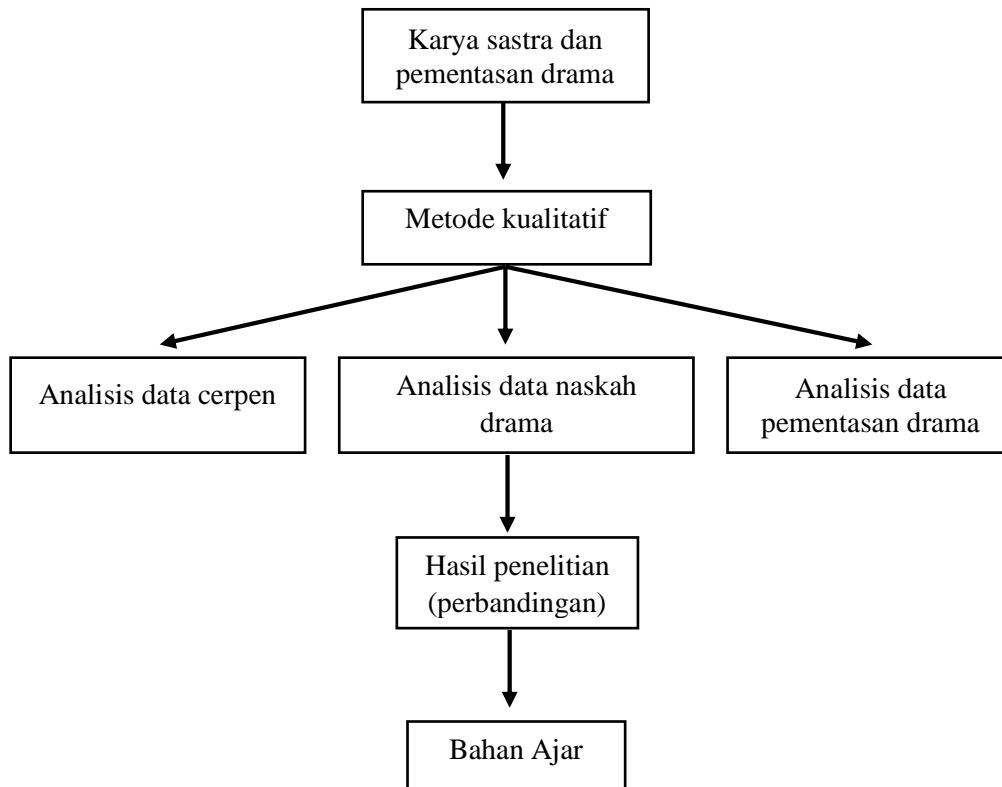 Karya sastra dan
pementasan drama
Metode kualitatif
Analisis data cerpen
Analisis data naskah
drama
Analisis data
pementasan drama
Hasil penelitian
(perbandingan)
Bahan Ajar